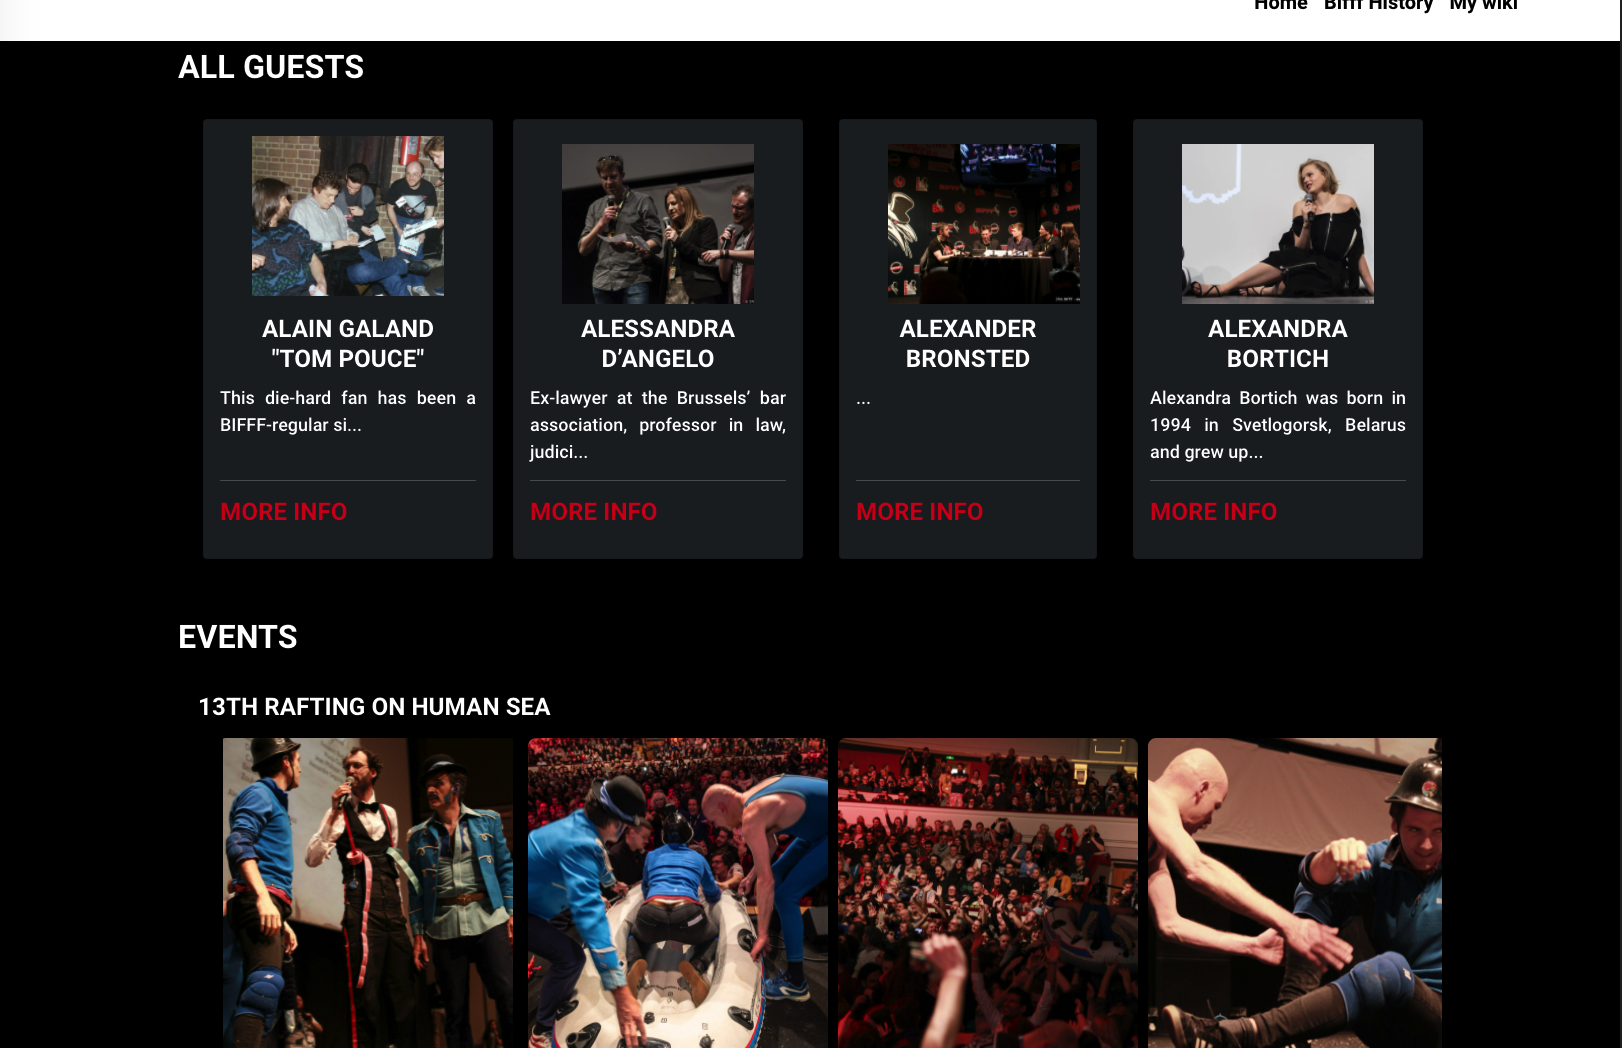 Home Bifff History My wiki
ALL GUESTS
ALAIN GALAND
"TOM POUCE"
This die-hard fan has been a
BIFFF-regular si...
MORE INFO
ALESSANDRA
D’ANGELO
Ex-lawyer at the Brussels’ bar
association, professor in law,
judici...
MORE INFO
ALEXANDER
BRONSTED
...
MORE INFO
ALEXANDRA
BORTICH
Alexandra Bortich was born in
1994 in Svetlogorsk, Belarus
and grew up...
MORE INFO
EVENTS
13TH RAFTING ON HUMAN SEA